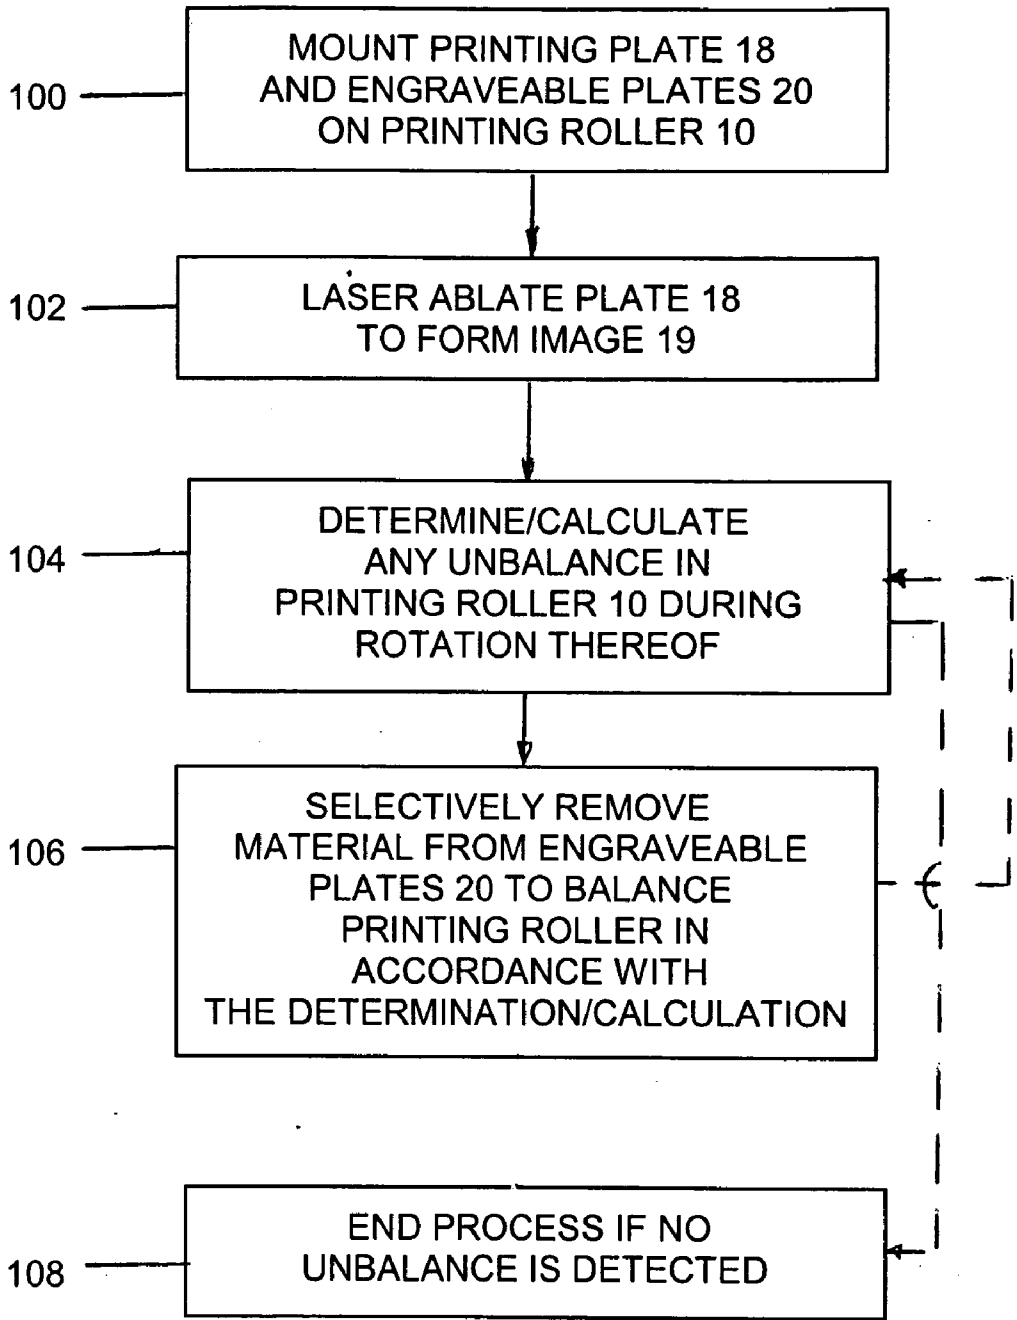 100
MOUNT PRINTING PLATE 18
AND ENGRAVEABLE PLATES 20
ON PRINTING ROLLER 10
102
LASER ABLATE PLATE 18
TO FORM IMAGE 19
104
DETERMINE/CALCULATE
ANY UNBALANCE IN
PRINTING ROLLER 10 DURING
ROTATION THEREOF
106
SELECTIVELY REMOVE
MATERIAL FROM ENGRAVEABLE
PLATES 20 TO BALANCE
PRINTING ROLLER IN
ACCORDANCE WITH
THE DETERMINATION/CALCULATION
108
END PROCESS IF NO
UNBALANCE IS DETECTED